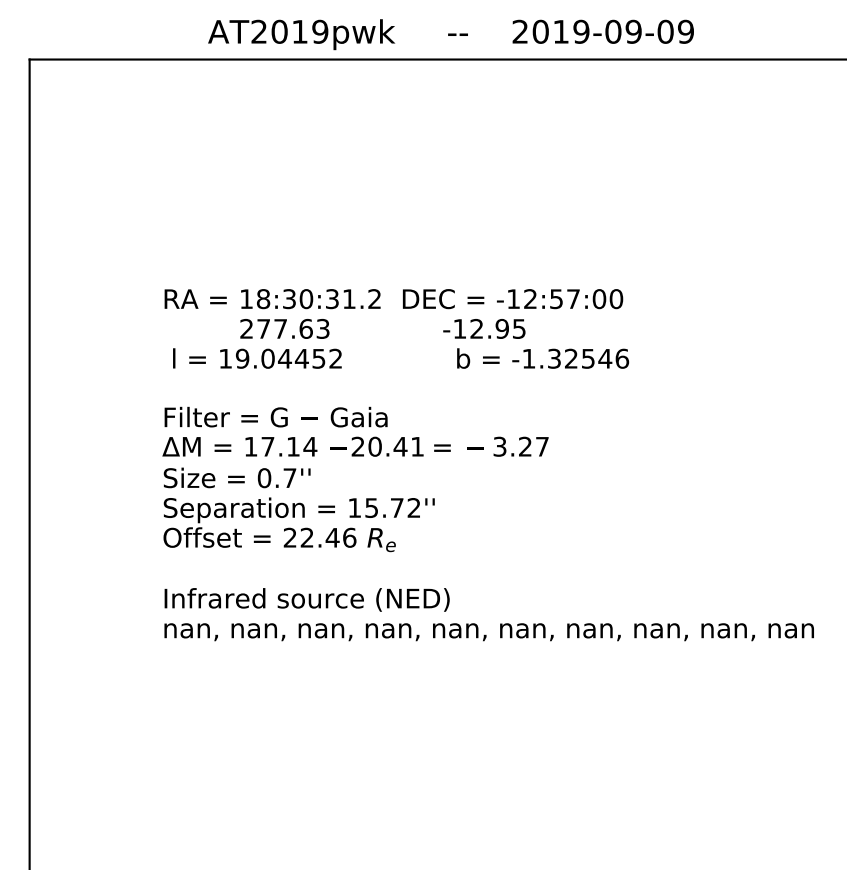 AT2019pwk -- 2019-09-09
RA = 18:30:31.2 DEC = -12:57:00
277.63 -12.95
l = 19.04452 b = -1.32546
Filter = G − Gaia
ΔM = 17.14 −20.41 = − 3.27
Size = 0.7''
Separation = 15.72''
Offset = 22.46 Re
Infrared source (NED)
nan, nan, nan, nan, nan, nan, nan, nan, nan, nan